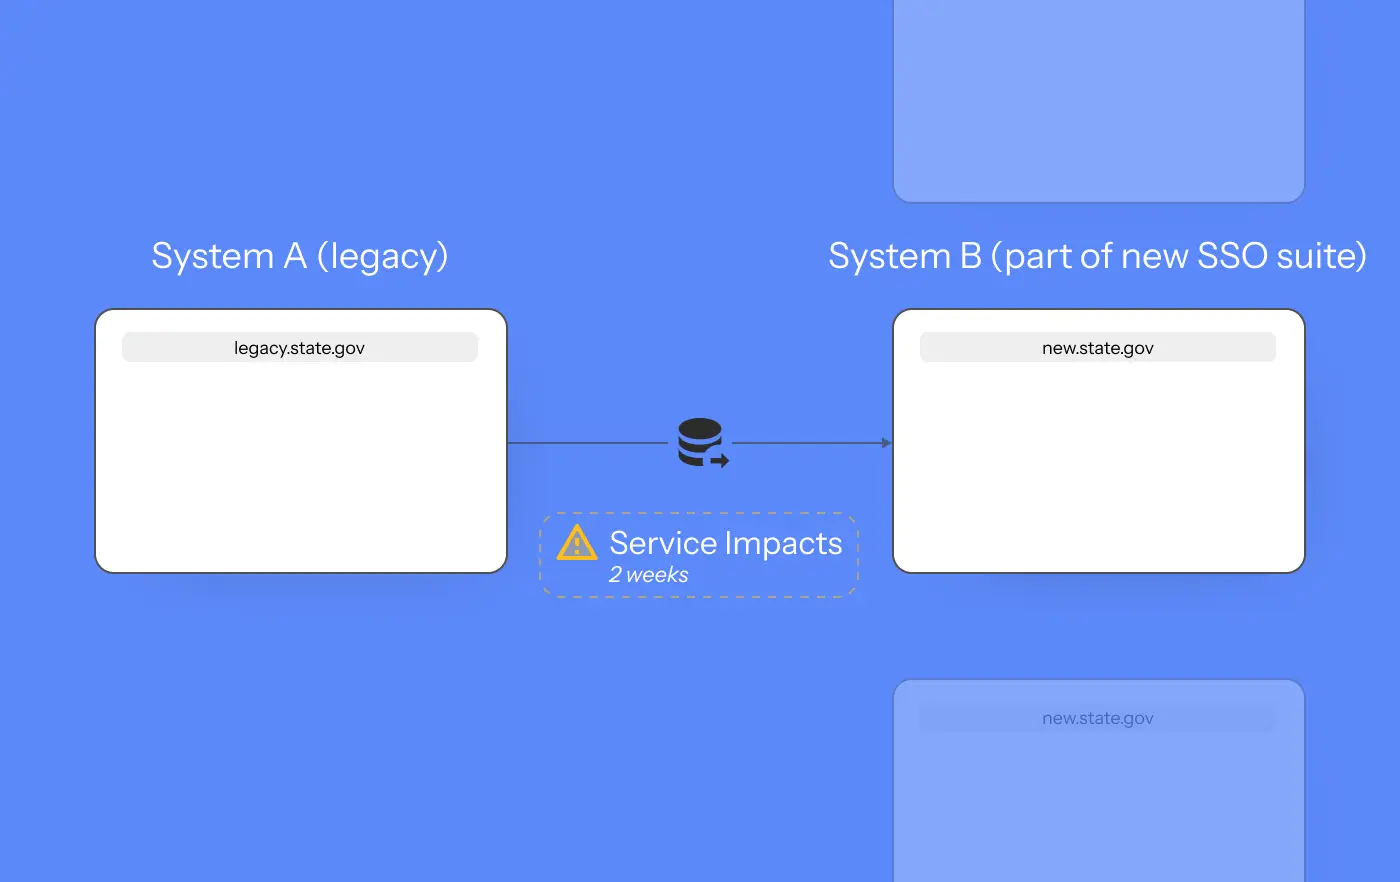 System A (legacy)
System B (part of new SSO suite)
legacy.state.gov
new.state.gov
Service Impacts
2 weeks
new.state.gov